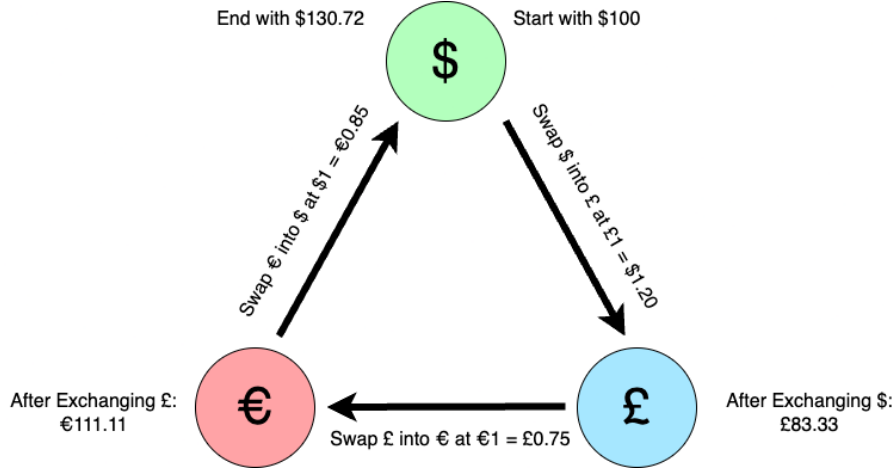 End with $130.72
Start with $100
$
Swap € into $ at $1 = €0.85
Swap $ into £ at £1 = $1.20
After Exchanging £:
€111.11
€
£
After Exchanging $:
£83.33
Swap £ into € at €1 = £0.75